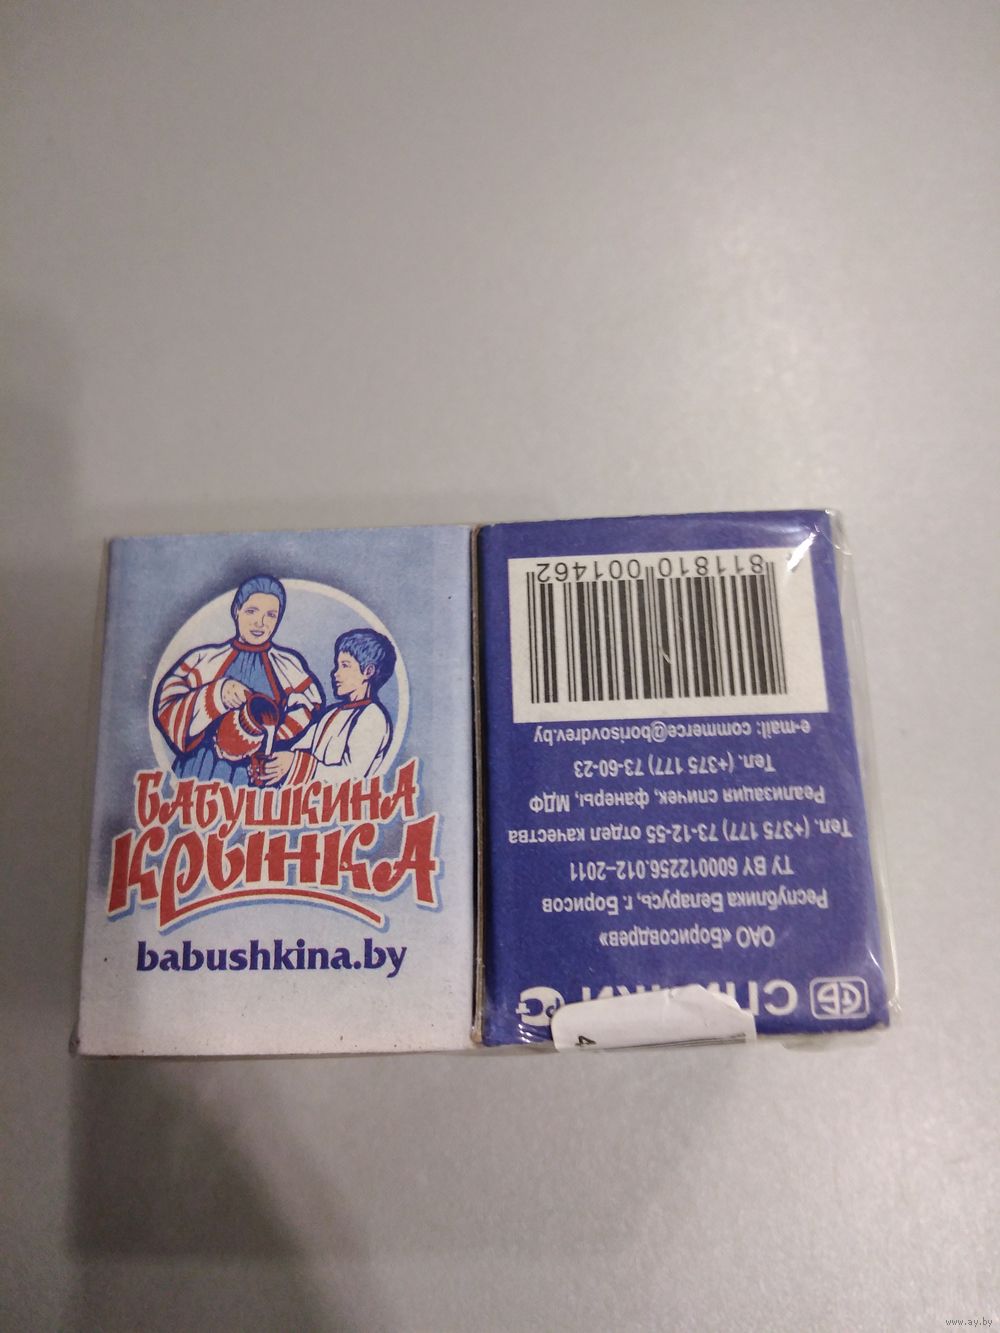 БАБУШКИНА
КРЫНКА
babushkina.by
СПИЧКИ
ОАО «Борисовдрев»
Республика Беларусь, г. Борисов
ТУ BY 600012256.012–2011
Тел. (+375 177) 73-12-55 отдел качества
Реализация спичек, фанеры, МДФ
Тел. (+375 177) 73-60-23
e-mail: commerce@borisovdrev.by
811810 001462
4
www.ay.by